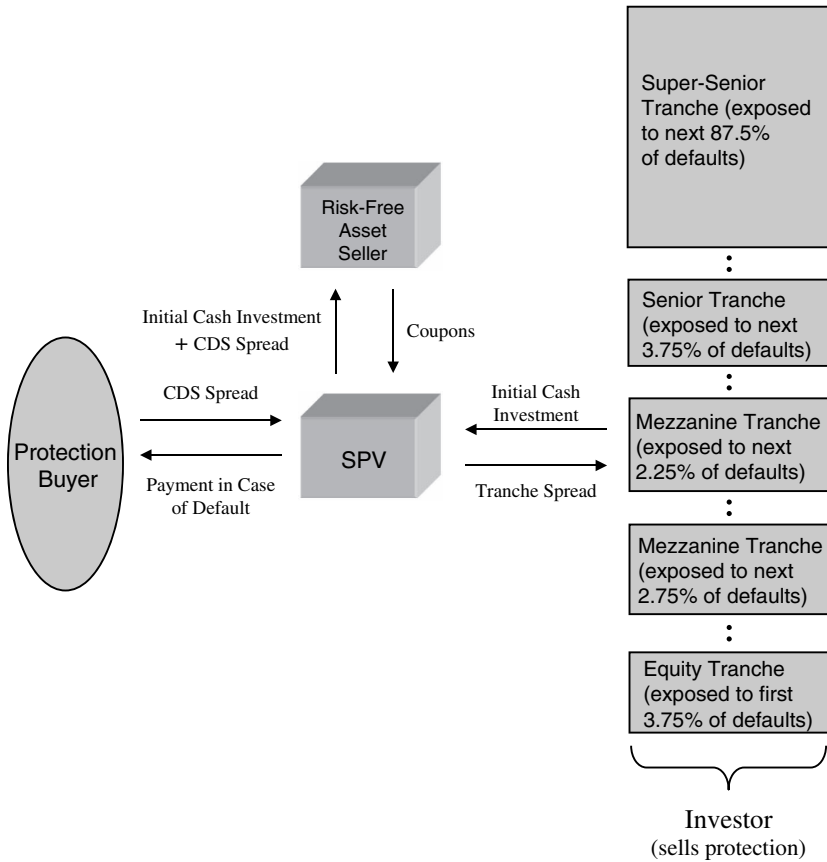 Super-Senior
Tranche (exposed
to next 87.5%
of defaults)
Risk-Free
Asset
Seller
Senior Tranche
(exposed to next
3.75% of defaults)
Initial Cash Investment
+ CDS Spread
Coupons
CDS Spread
Initial Cash
Investment
Protection
Buyer
SPV
Mezzanine Tranche
(exposed to next
2.25% of defaults)
Payment in Case
of Default
Tranche Spread
Mezzanine Tranche
(exposed to next
2.75% of defaults)
Equity Tranche
(exposed to first
3.75% of defaults)
Investor
(sells protection)